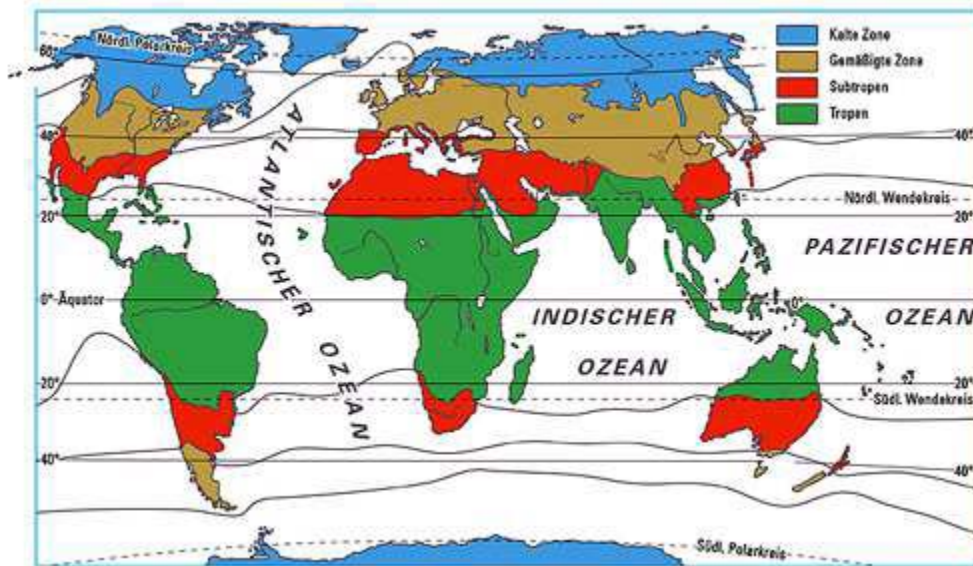 Nördl. Polarkreis
60°
Kalte Zone
Gemäßigte Zone
Subtropen
Tropen
40°
40°
ATLANTISCHER
OZEAN
Nördl. Wendekreis
20°
20°
PAZIFISCHER
OZEAN
0° Äquator
0°
INDISCHER
OZEAN
20°
20°
Südl. Wendekreis
40°
40°
Südl. Polarkreis